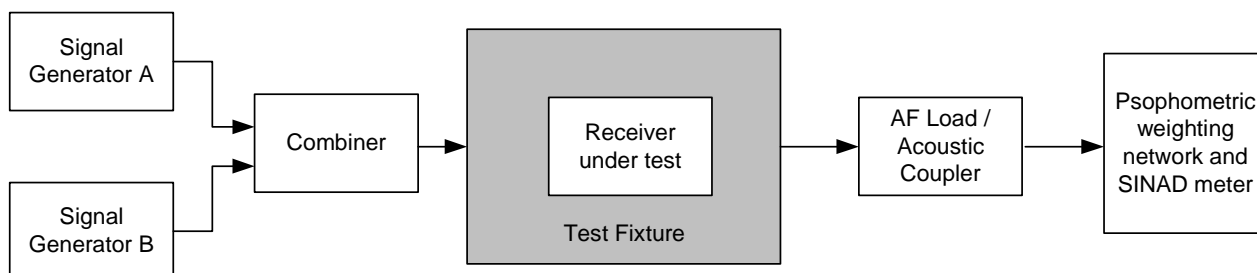 Signal
Generator A
Signal
Generator B
Combiner
Receiver
under test
Test Fixture
AF Load /
Acoustic
Coupler
Psophometric
weighting
network and
SINAD meter